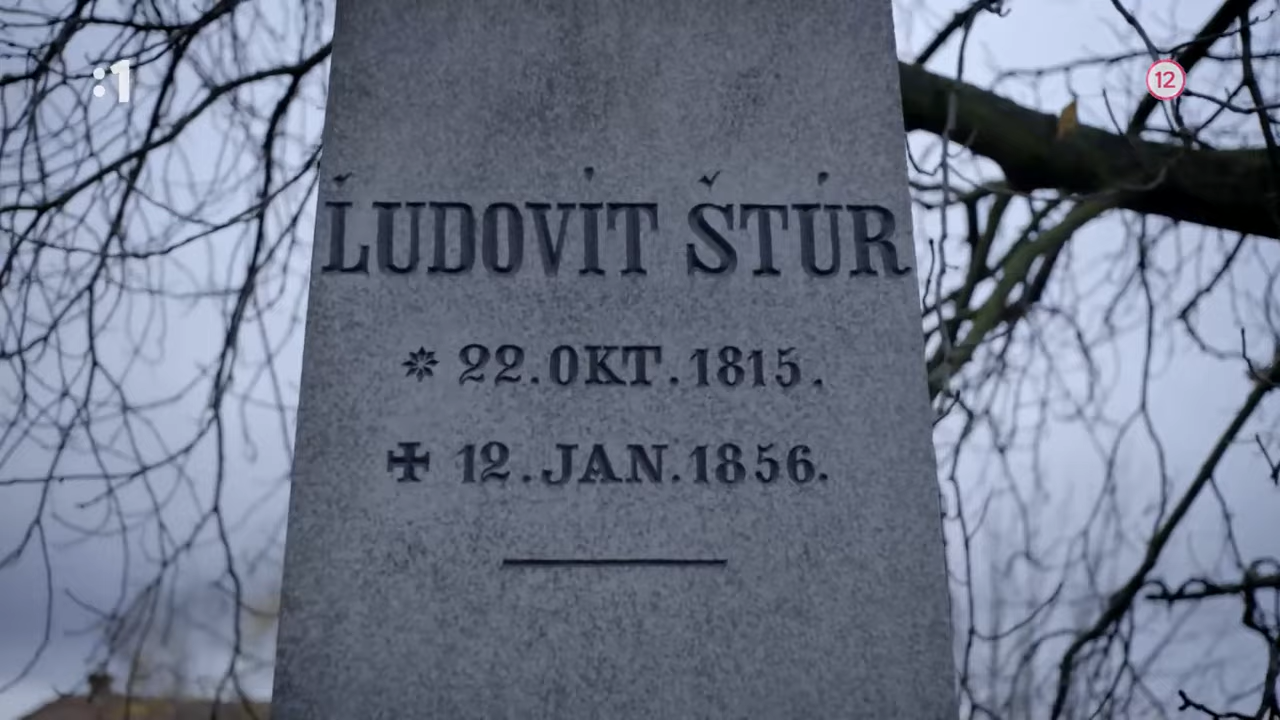 :1
12
ĽUDOVÍT ŠTÚR
* 22.OKT.1815.
✠ 12.JAN.1856.